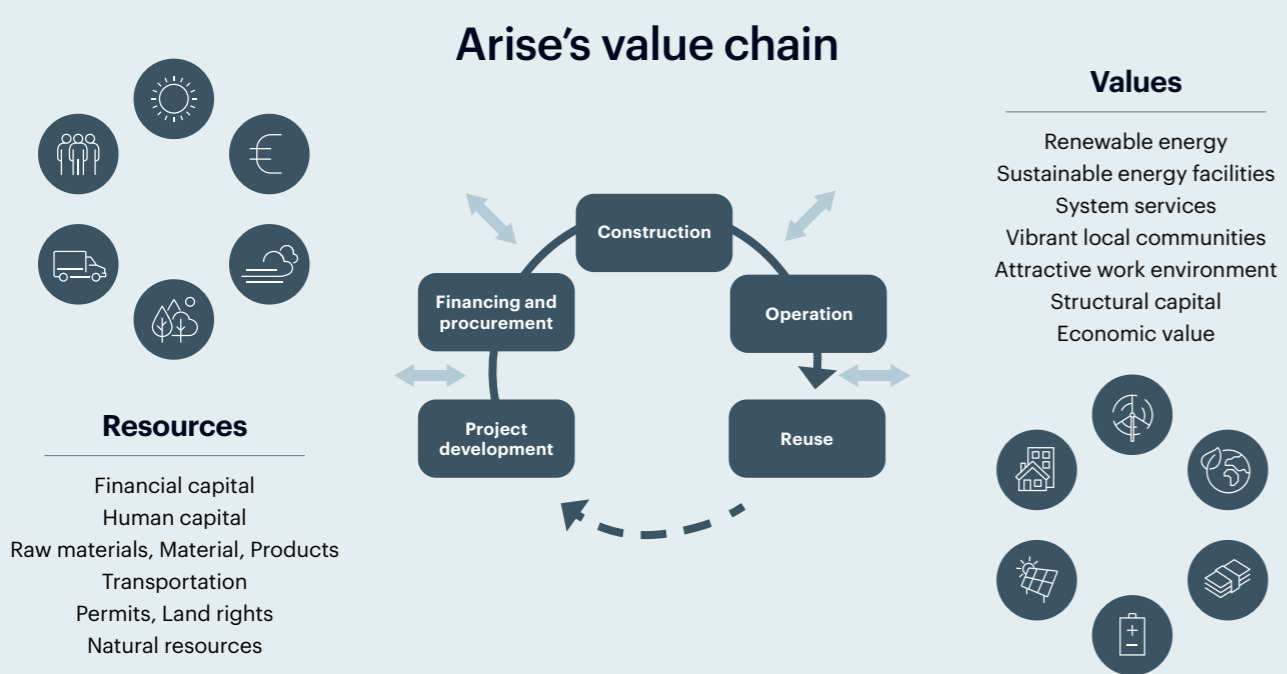 Arise’s value chain
Resources
Financial capital
Human capital
Raw materials, Material, Products
Transportation
Permits, Land rights
Natural resources
Project
development
Financing and
procurement
Construction
Operation
Reuse
Values
Renewable energy
Sustainable energy facilities
System services
Vibrant local communities
Attractive work environment
Structural capital
Economic value